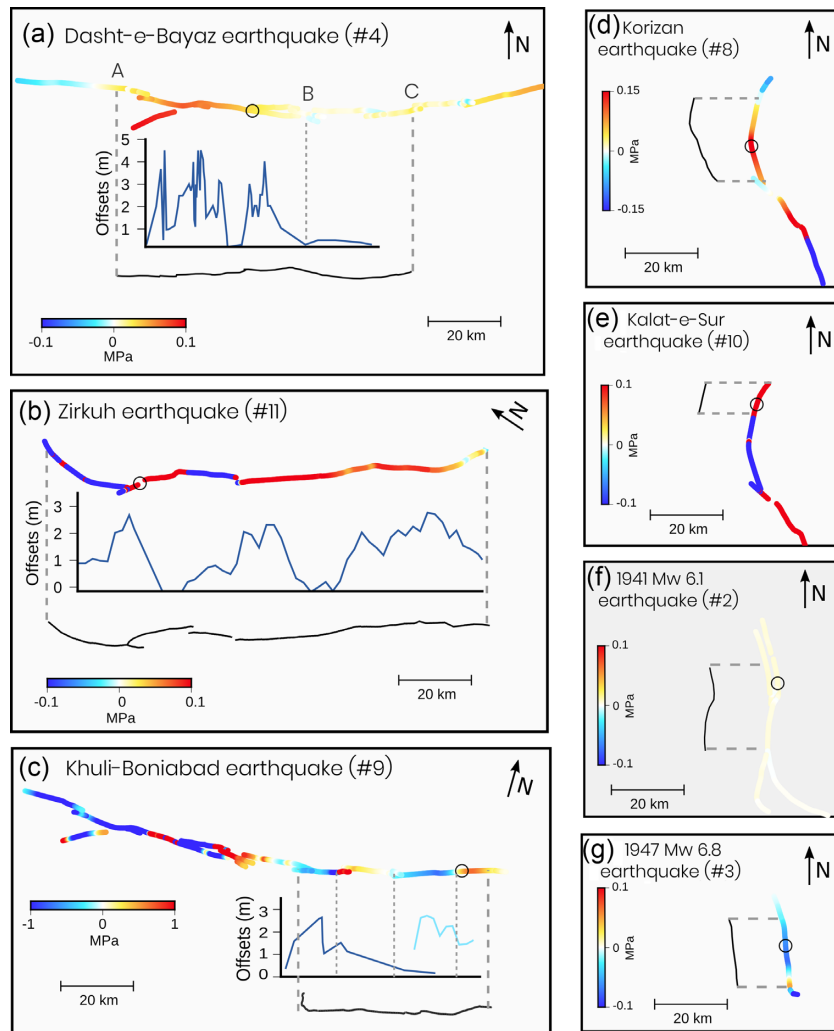 (a) Dasht-e-Bayaz earthquake (#4)
N
A
B
C
Offsets (m)
5
4
3
2
1
-0.1
0
0.1
MPa
20 km
(b) Zirkuh earthquake (#11)
N
Offsets (m)
3
2
1
0
-0.1
0
0.1
MPa
20 km
(c) Khuli-Boniabad earthquake (#9)
N
-1
0
1
MPa
Offsets (m)
3
2
1
0
20 km
(d) Korizan
earthquake (#8)
N
0.15
0
-0.15
MPa
20 km
(e) Kalat-e-Sur
earthquake (#10)
N
0.1
0
-0.1
MPa
20 km
(f) 1941 Mw 6.1
earthquake (#2)
N
0.1
0
-0.1
MPa
20 km
(g) 1947 Mw 6.8
earthquake (#3)
N
0.1
0
-0.1
MPa
20 km